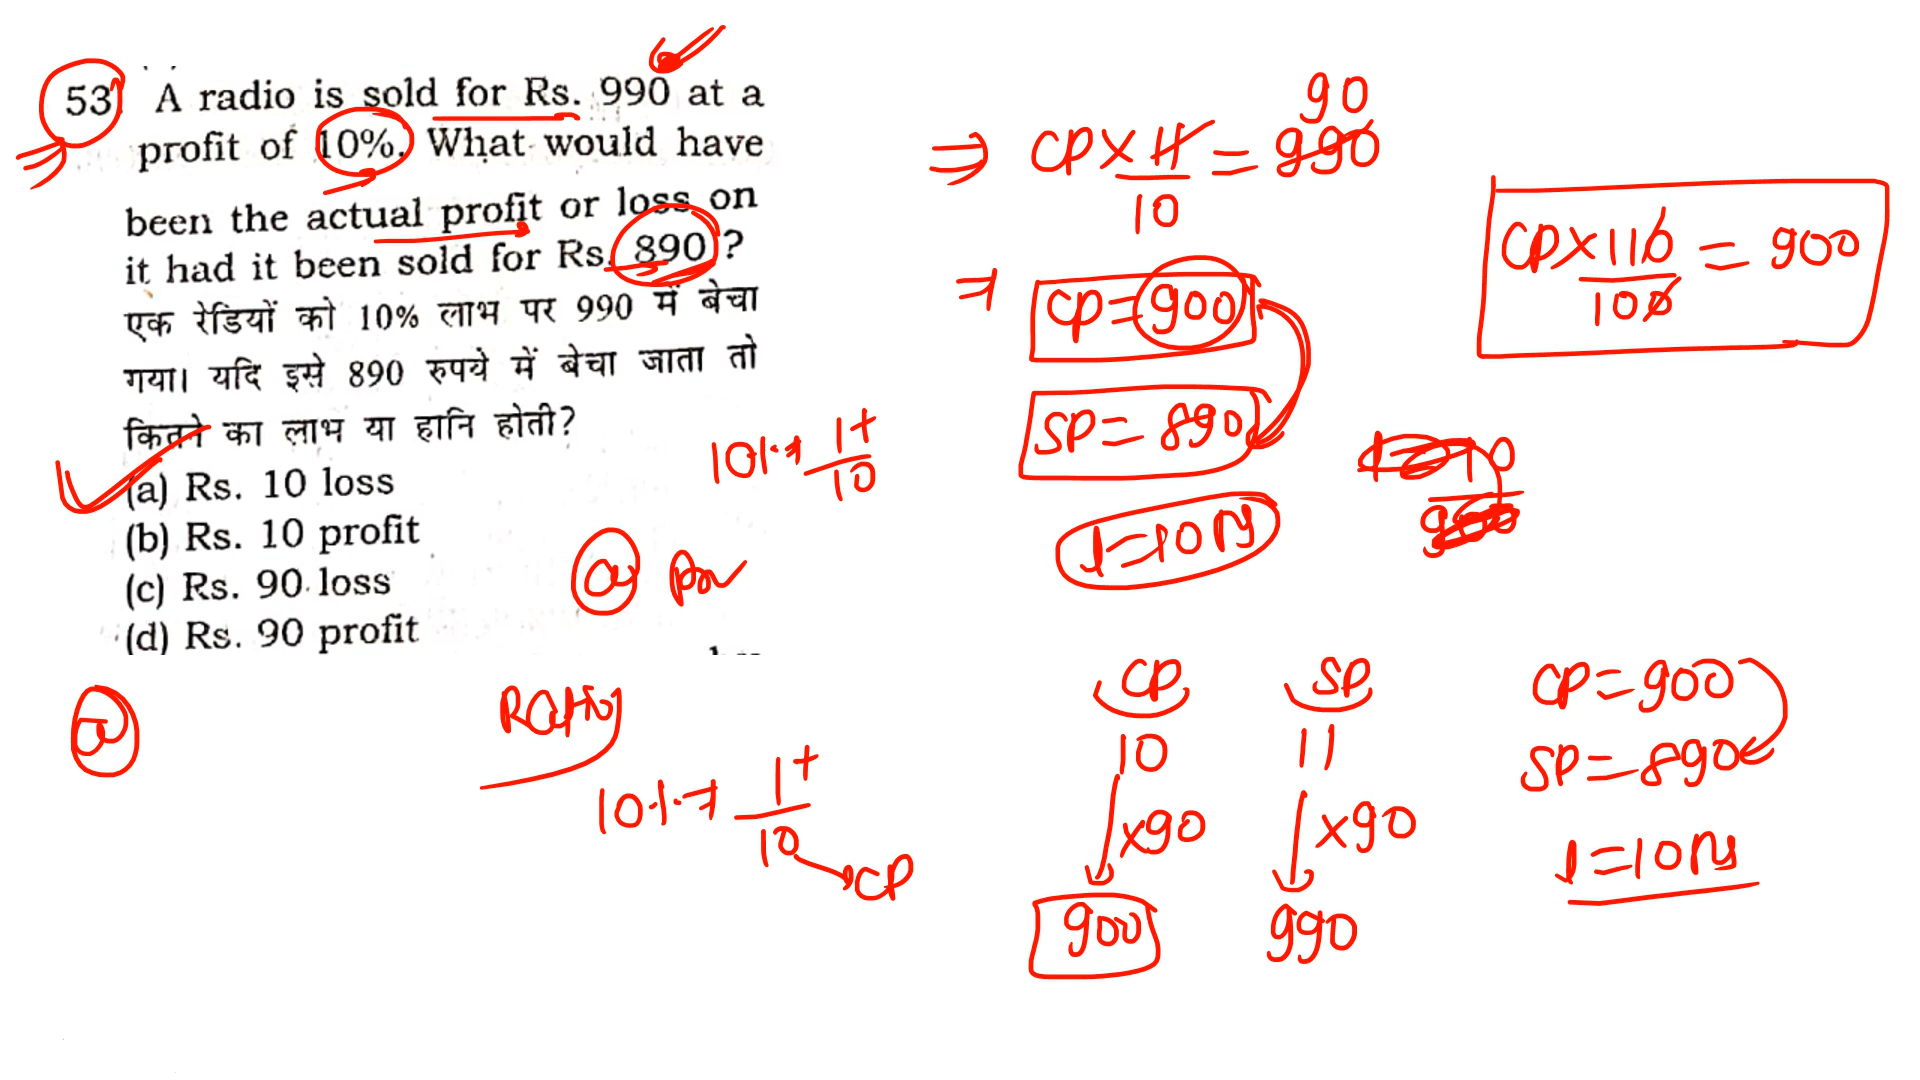 53 A radio is sold for Rs. 990 at a
profit of 10%. What would have
been the actual profit or loss on
it had it been sold for Rs. 890?
एक रेडियों को 10% लाभ पर 990 में बेचा
गया। यदि इसे 890 रुपये में बेचा जाता तो
कितने का लाभ या हानि होती?
(a) Rs. 10 loss
(b) Rs. 10 profit
(c) Rs. 90 loss
(d) Rs. 90 profit
a
10% → 1+/10
90
⇒ CP × 11/10 = 990
⇒ CP = 900
SP = 890
l = 10 Rs
CP × 110/100 = 900
10
Ratio
10% → 1+/10 → CP
CP SP
10 11
×90 ×90
900 990
CP = 900
SP = 890
l = 10 Rs